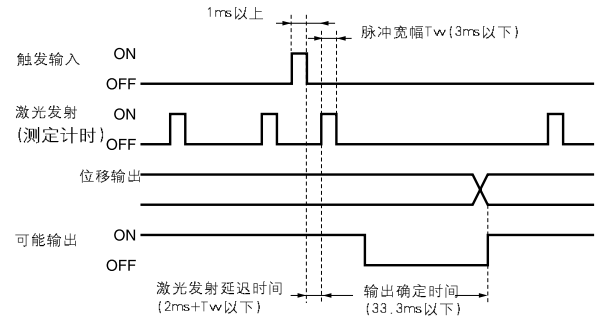 1ms以上
脉冲宽幅Tw(3ms以下)
触发输入
ON
OFF
激光发射
(测定计时)
ON
OFF
位移输出
可能输出
ON
OFF
激光发射延迟时间
(2ms+Tw以下)
输出确定时间
(33.3ms以下)